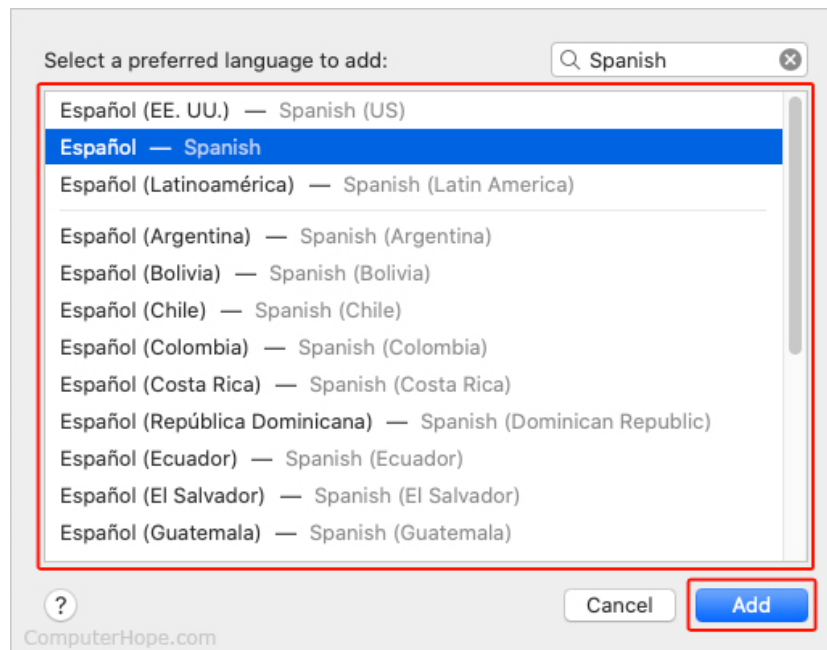 Select a preferred language to add: Spanish
Español (EE. UU.) — Spanish (US)
Español — Spanish
Español (Latinoamérica) — Spanish (Latin America)
Español (Argentina) — Spanish (Argentina)
Español (Bolivia) — Spanish (Bolivia)
Español (Chile) — Spanish (Chile)
Español (Colombia) — Spanish (Colombia)
Español (Costa Rica) — Spanish (Costa Rica)
Español (República Dominicana) — Spanish (Dominican Republic)
Español (Ecuador) — Spanish (Ecuador)
Español (El Salvador) — Spanish (El Salvador)
Español (Guatemala) — Spanish (Guatemala)
? Cancel Add
ComputerHope.com